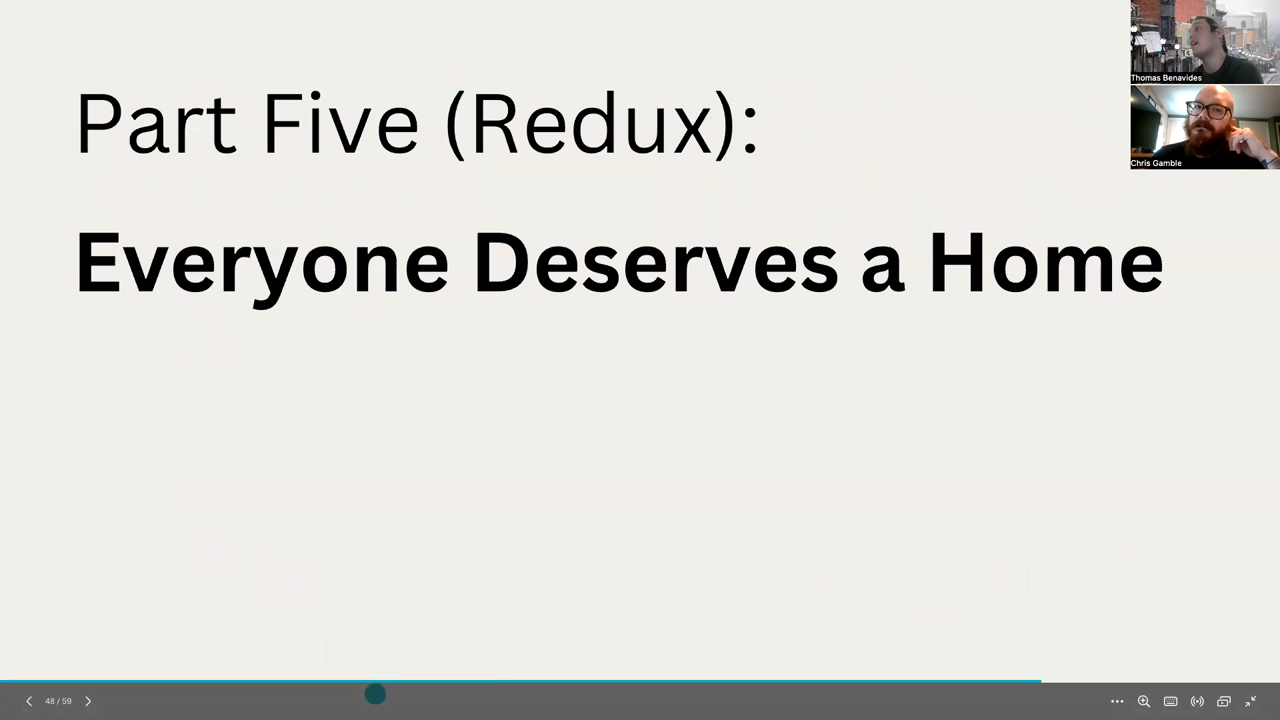 Part Five (Redux):
Everyone Deserves a Home
Thomas Benavides
Chris Gamble
48 / 59